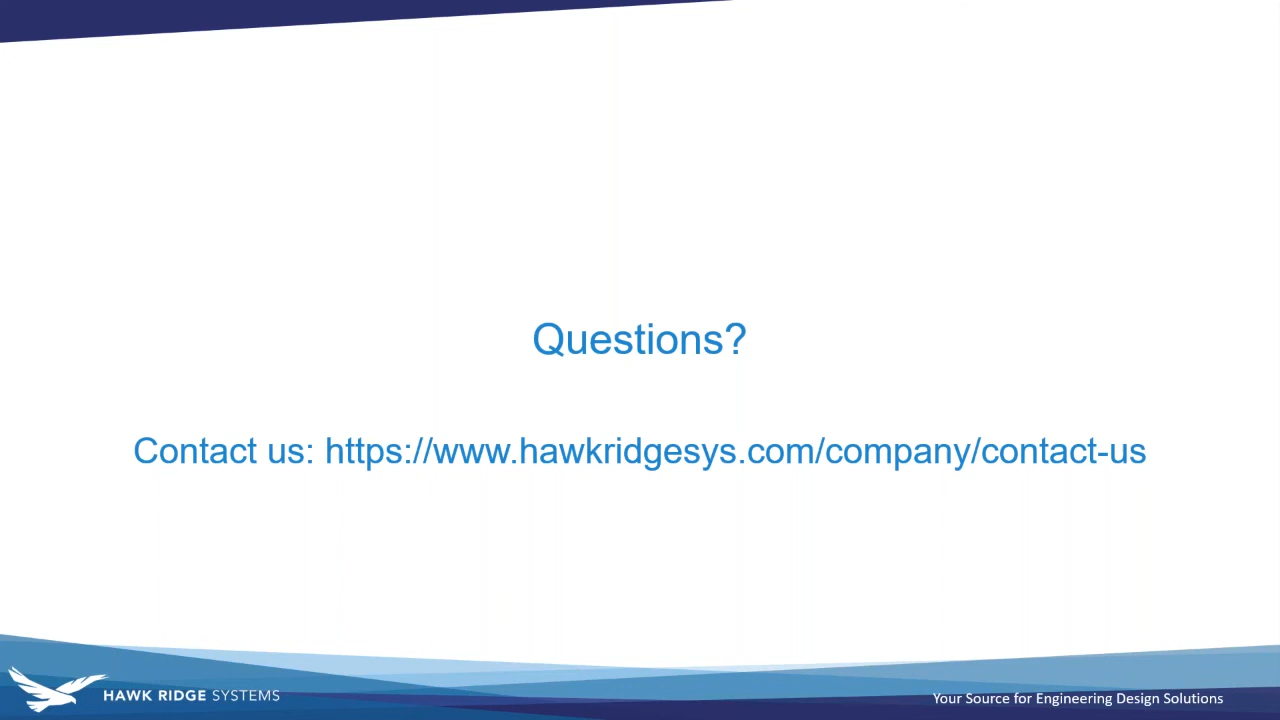 Questions?
Contact us: https://www.hawkridgesys.com/company/contact-us
HAWK RIDGE SYSTEMS
Your Source for Engineering Design Solutions